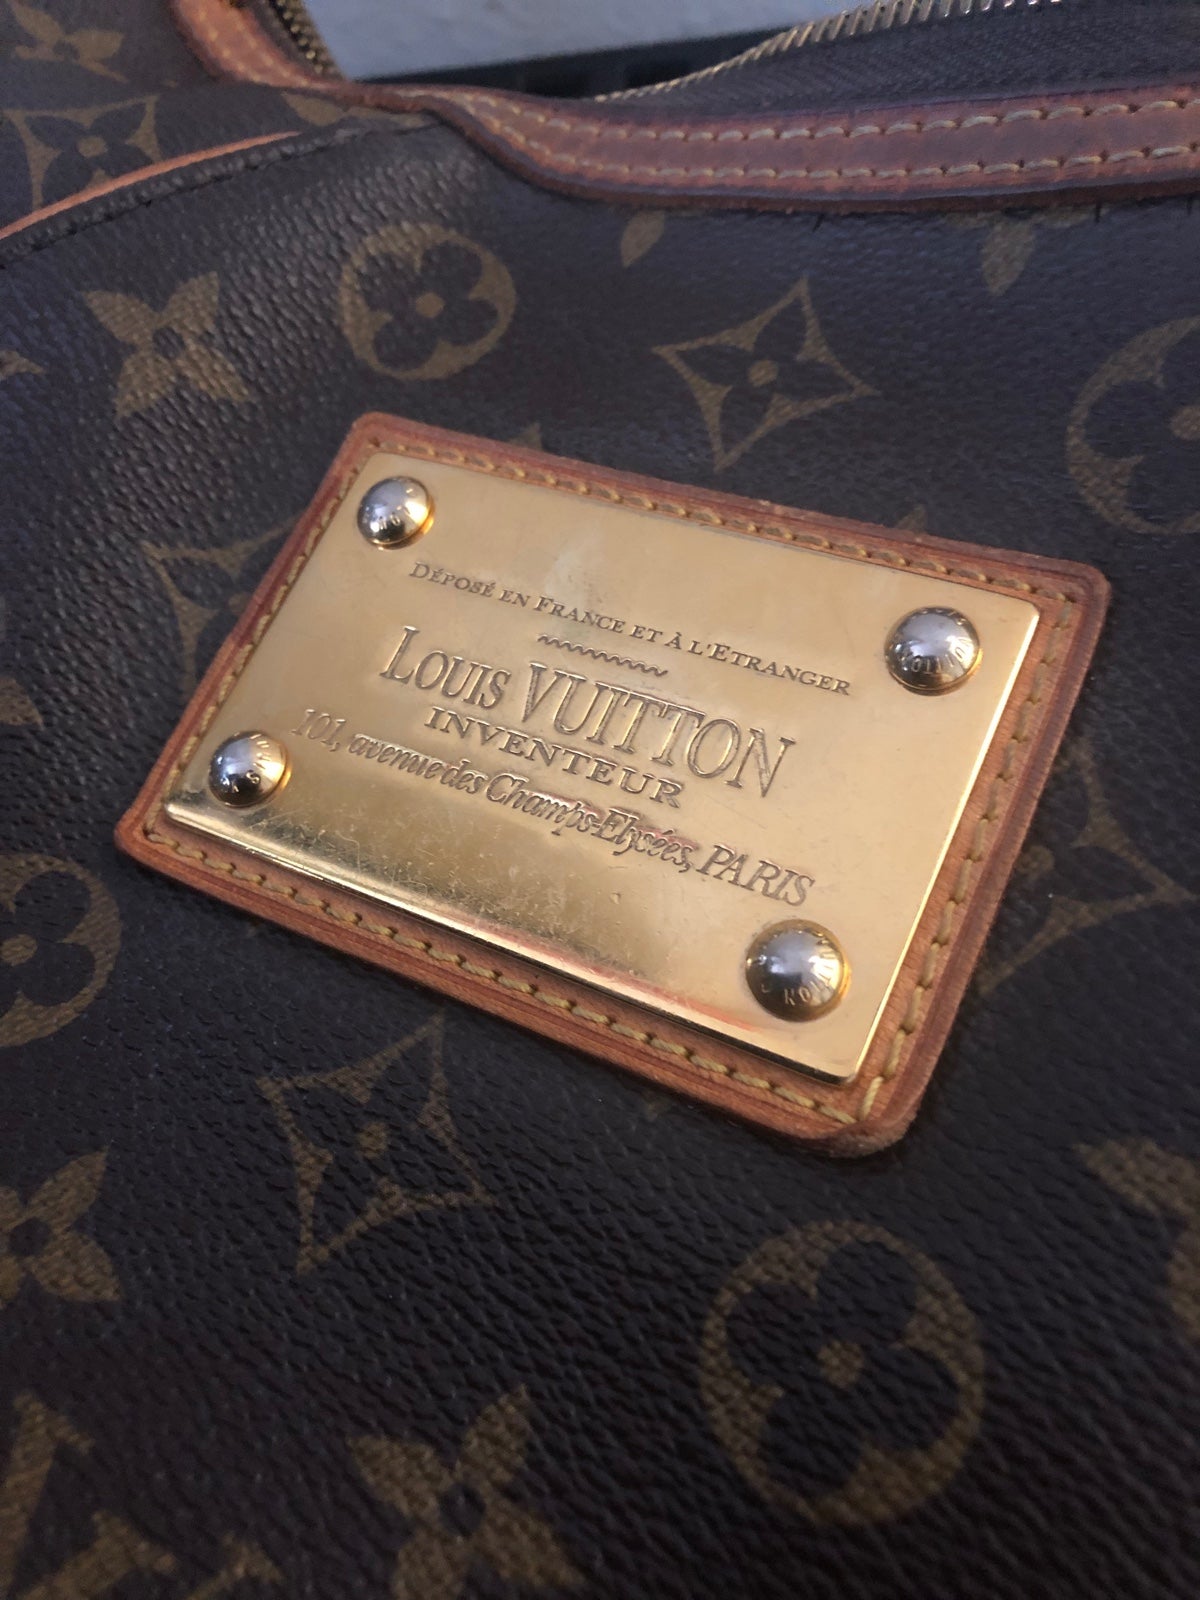 DÉPOSÉ EN FRANCE ET À L'ETRANGER
LOUIS VUITTON
INVENTEUR
101, avenue des Champs-Elysées, PARIS